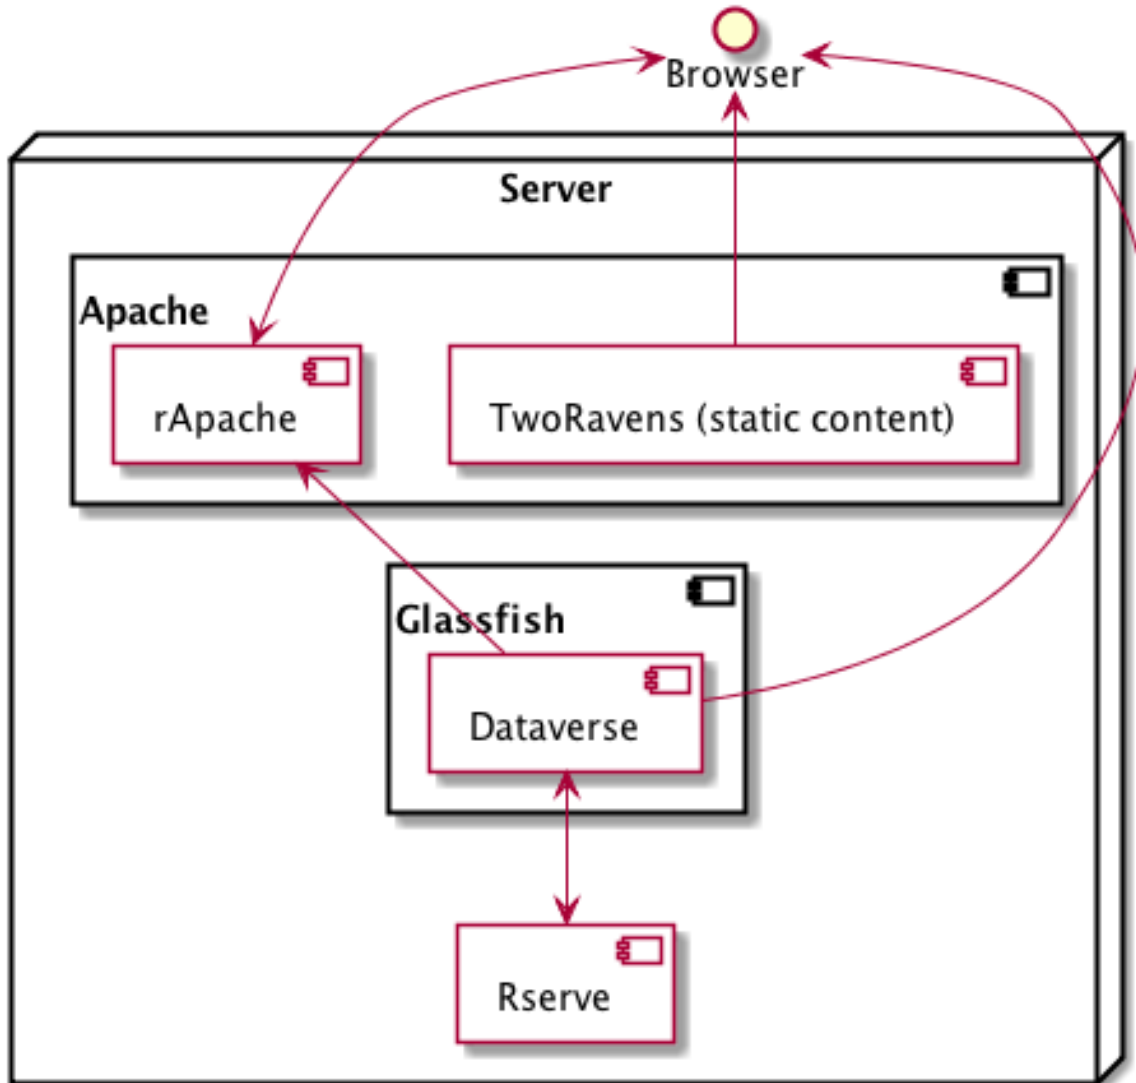 Browser
Server
Apache
rApache
TwoRavens (static content)
Glassfish
Dataverse
Rserve